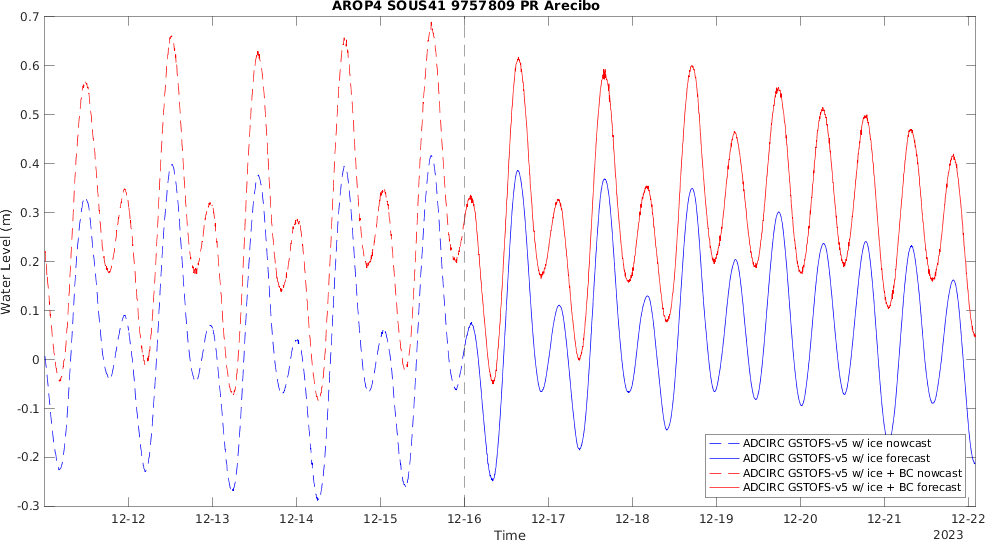 AROP4 SOUS41 9757809 PR Arecibo
0.7
0.6
0.5
0.4
0.3
0.2
0.1
0
-0.1
-0.2
-0.3
Water Level (m)
ADCIRC GSTOFS-v5 w/ ice nowcast
ADCIRC GSTOFS-v5 w/ ice forecast
ADCIRC GSTOFS-v5 w/ ice + BC nowcast
ADCIRC GSTOFS-v5 w/ ice + BC forecast
12-12 12-13 12-14 12-15 12-16 12-17 12-18 12-19 12-20 12-21 12-22
Time
2023